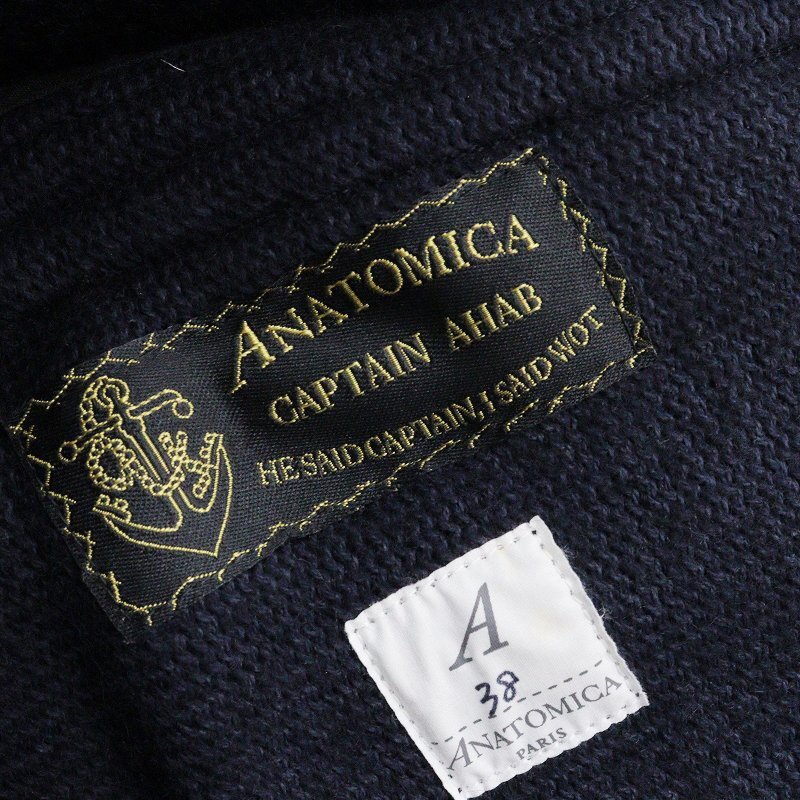 ANATOMICA
CAPTAIN AHAB
HE SAID CAPTAIN, I SAID WOT
A
38
ANATOMICA
PARIS